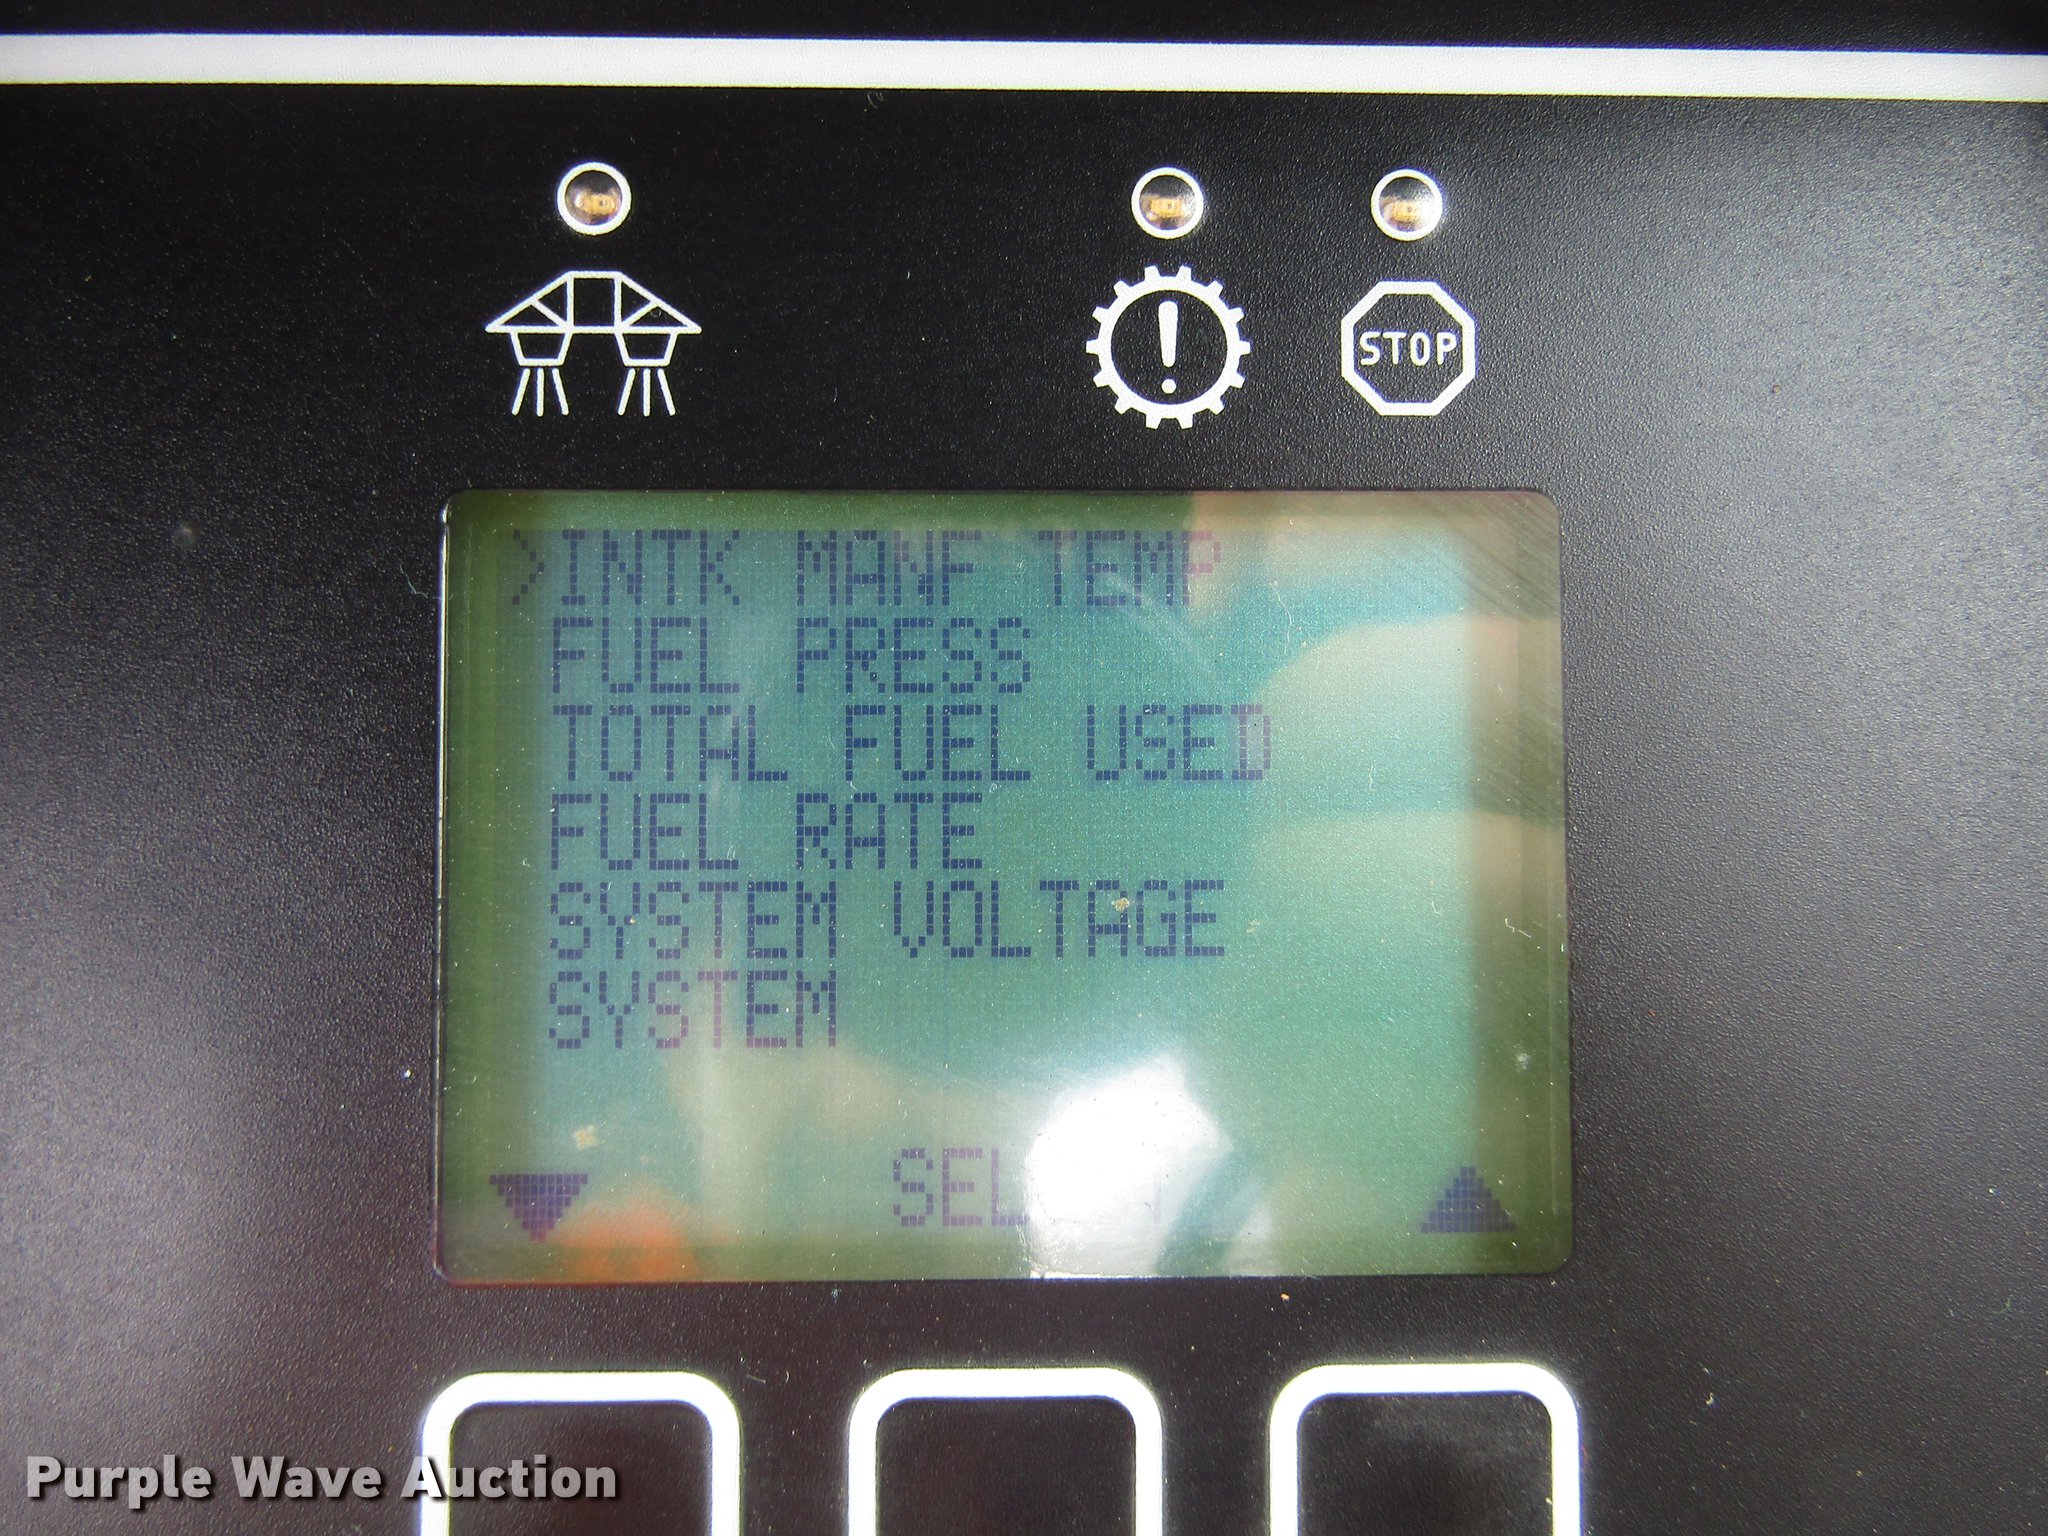 STOP
>INTK MANF TEMP
FUEL PRESS
TOTAL FUEL USED
FUEL RATE
SYSTEM VOLTAGE
SYSTEM
Purple Wave Auction